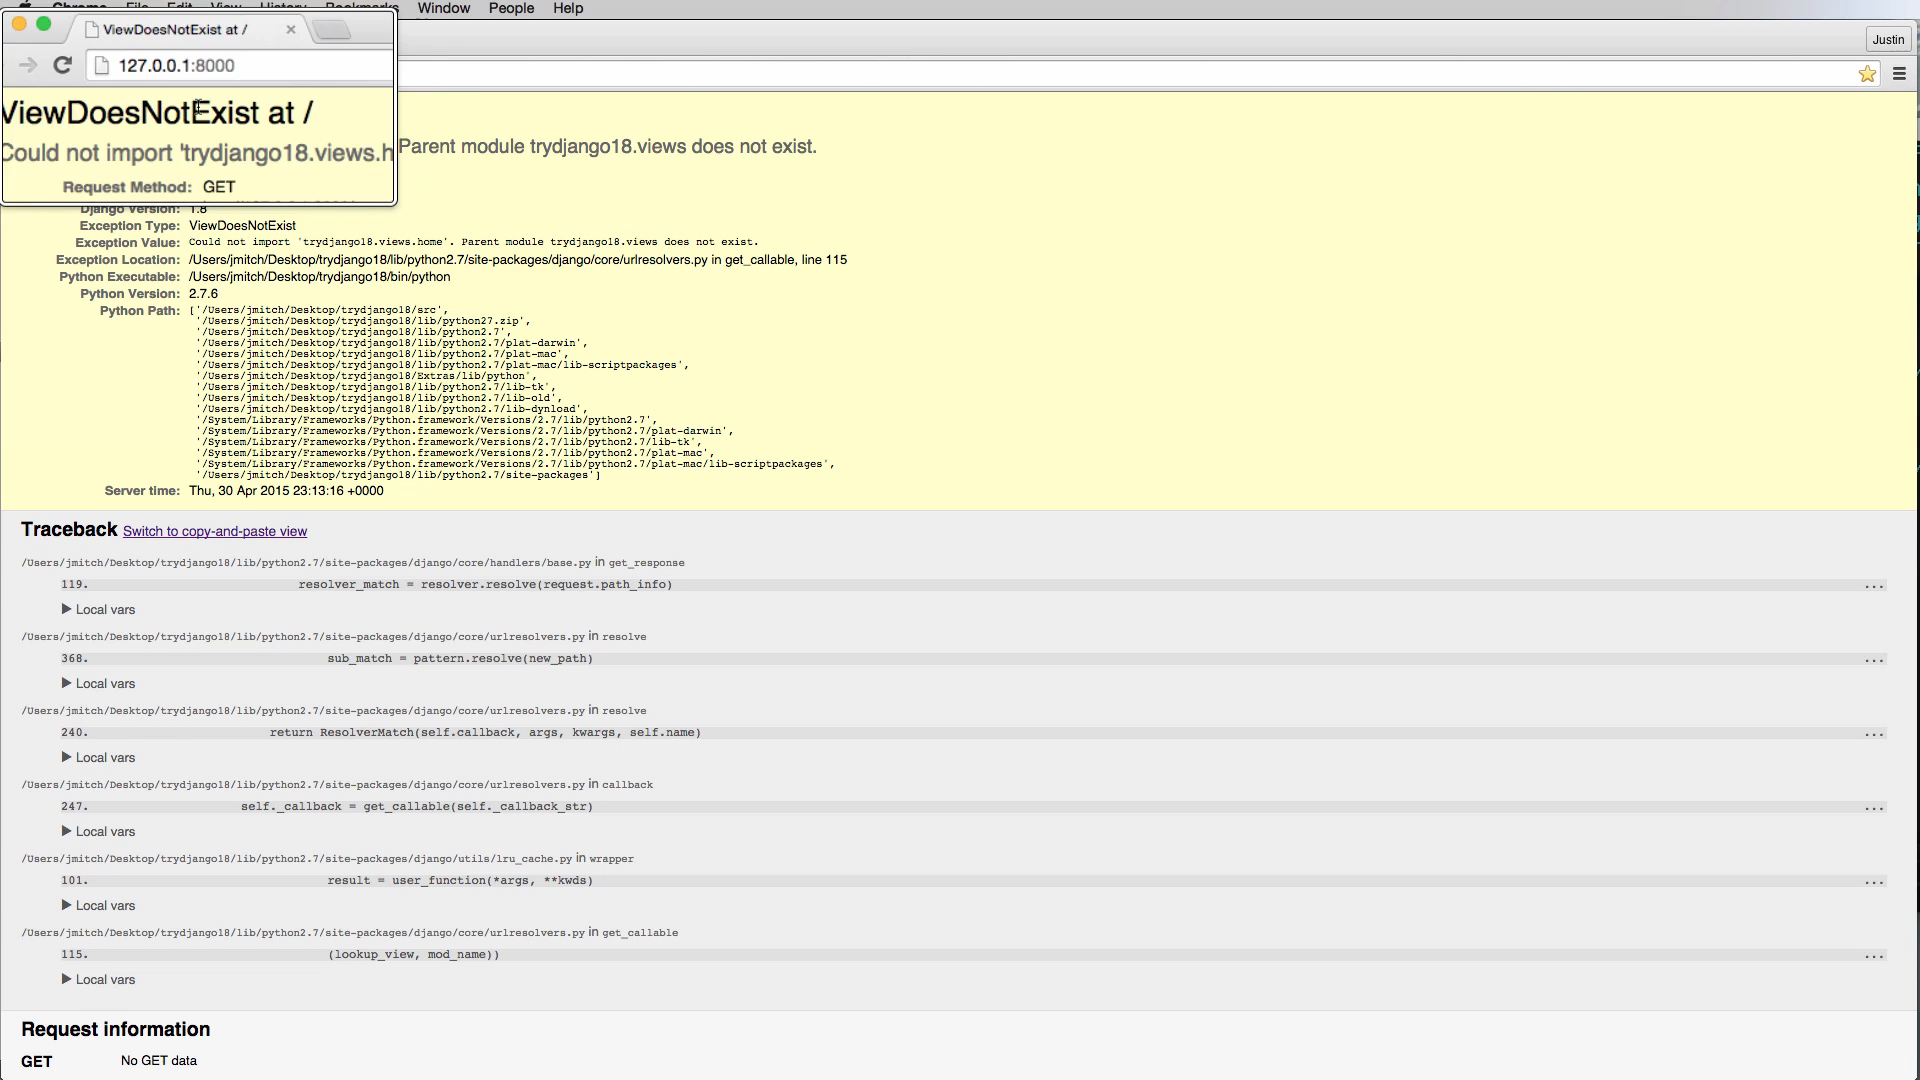 Chrome File Edit View History Bookmarks Window People Help
ViewDoesNotExist at /
Justin
127.0.0.1:8000
ViewDoesNotExist at /
Could not import 'trydjango18.views.h Parent module trydjango18.views does not exist.
Request Method: GET
Django Version: 1.8
Exception Type: ViewDoesNotExist
Exception Value: Could not import 'trydjango18.views.home'. Parent module trydjango18.views does not exist.
Exception Location: /Users/jmitch/Desktop/trydjango18/lib/python2.7/site-packages/django/core/urlresolvers.py in get_callable, line 115
Python Executable: /Users/jmitch/Desktop/trydjango18/bin/python
Python Version: 2.7.6
Python Path: ['/Users/jmitch/Desktop/trydjango18/src',
'/Users/jmitch/Desktop/trydjango18/lib/python27.zip',
'/Users/jmitch/Desktop/trydjango18/lib/python2.7',
'/Users/jmitch/Desktop/trydjango18/lib/python2.7/plat-darwin',
'/Users/jmitch/Desktop/trydjango18/lib/python2.7/plat-mac',
'/Users/jmitch/Desktop/trydjango18/lib/python2.7/plat-mac/lib-scriptpackages',
'/Users/jmitch/Desktop/trydjango18/Extras/lib/python',
'/Users/jmitch/Desktop/trydjango18/lib/python2.7/lib-tk',
'/Users/jmitch/Desktop/trydjango18/lib/python2.7/lib-old',
'/Users/jmitch/Desktop/trydjango18/lib/python2.7/lib-dynload',
'/System/Library/Frameworks/Python.framework/Versions/2.7/lib/python2.7',
'/System/Library/Frameworks/Python.framework/Versions/2.7/lib/python2.7/plat-darwin',
'/System/Library/Frameworks/Python.framework/Versions/2.7/lib/python2.7/lib-tk',
'/System/Library/Frameworks/Python.framework/Versions/2.7/lib/python2.7/plat-mac',
'/System/Library/Frameworks/Python.framework/Versions/2.7/lib/python2.7/plat-mac/lib-scriptpackages',
'/Users/jmitch/Desktop/trydjango18/lib/python2.7/site-packages']
Server time: Thu, 30 Apr 2015 23:13:16 +0000
Traceback Switch to copy-and-paste view
/Users/jmitch/Desktop/trydjango18/lib/python2.7/site-packages/django/core/handlers/base.py in get_response
119. resolver_match = resolver.resolve(request.path_info) ...
▶ Local vars
/Users/jmitch/Desktop/trydjango18/lib/python2.7/site-packages/django/core/urlresolvers.py in resolve
368. sub_match = pattern.resolve(new_path) ...
▶ Local vars
/Users/jmitch/Desktop/trydjango18/lib/python2.7/site-packages/django/core/urlresolvers.py in resolve
240. return ResolverMatch(self.callback, args, kwargs, self.name) ...
▶ Local vars
/Users/jmitch/Desktop/trydjango18/lib/python2.7/site-packages/django/core/urlresolvers.py in callback
247. self._callback = get_callable(self._callback_str) ...
▶ Local vars
/Users/jmitch/Desktop/trydjango18/lib/python2.7/site-packages/django/utils/lru_cache.py in wrapper
101. result = user_function(*args, **kwds) ...
▶ Local vars
/Users/jmitch/Desktop/trydjango18/lib/python2.7/site-packages/django/core/urlresolvers.py in get_callable
115. (lookup_view, mod_name)) ...
▶ Local vars
Request information
GET No GET data